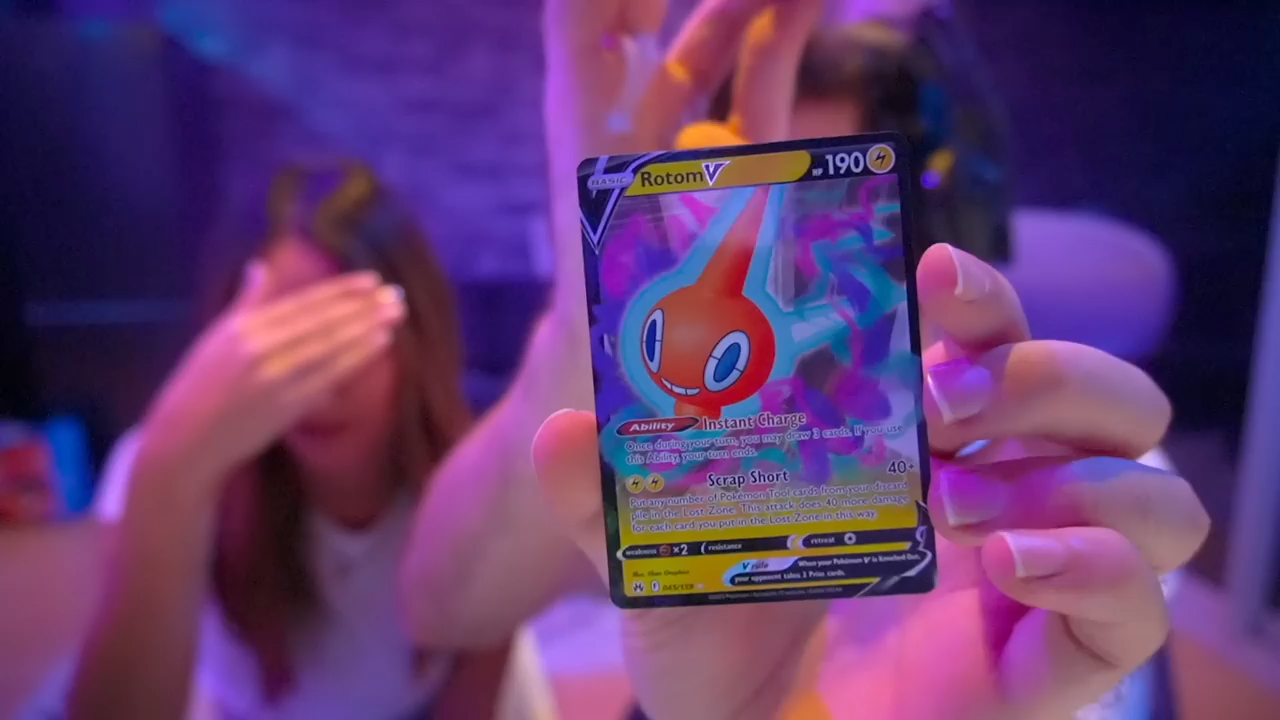 BASIC Rotom V HP 190
Ability Instant Charge
Once during your turn, you may draw 3 cards. If you use
this Ability, your turn ends.
Scrap Short 40+
Put any number of Pokémon Tool cards from your discard
pile in the Lost Zone. This attack does 40 more damage
for each card you put in the Lost Zone in this way.
weakness ×2 resistance retreat
V rule When your Pokémon V is Knocked Out,
your opponent takes 2 Prize cards.
045/159